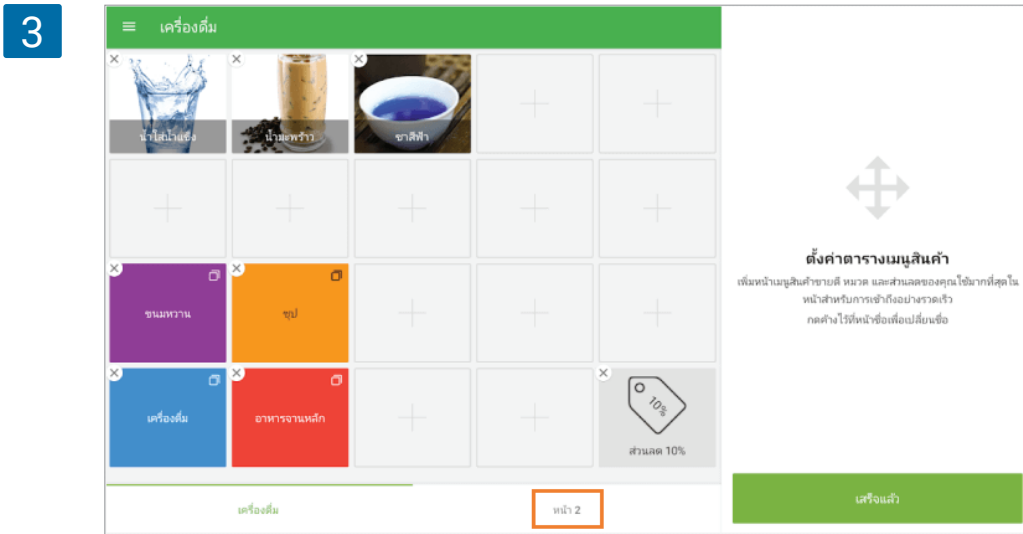 3
เครื่องดื่ม
น้ำใส่น้ำแข็ง
น้ำมะพร้าว
ชาสีฟ้า
ขนมหวาน
ซุป
เครื่องดื่ม
อาหารจานหลัก
10%
ส่วนลด 10%
เครื่องดื่ม
หน้า 2
ตั้งค่าตารางเมนูสินค้า
เพิ่มหน้าเมนูสินค้าขายดี หมวด และส่วนลดของคุณใช้มากที่สุดใน
หน้าสำหรับการเข้าถึงอย่างรวดเร็ว
กดค้างไว้ที่หน้าชื่อเพื่อเปลี่ยนชื่อ
เสร็จแล้ว